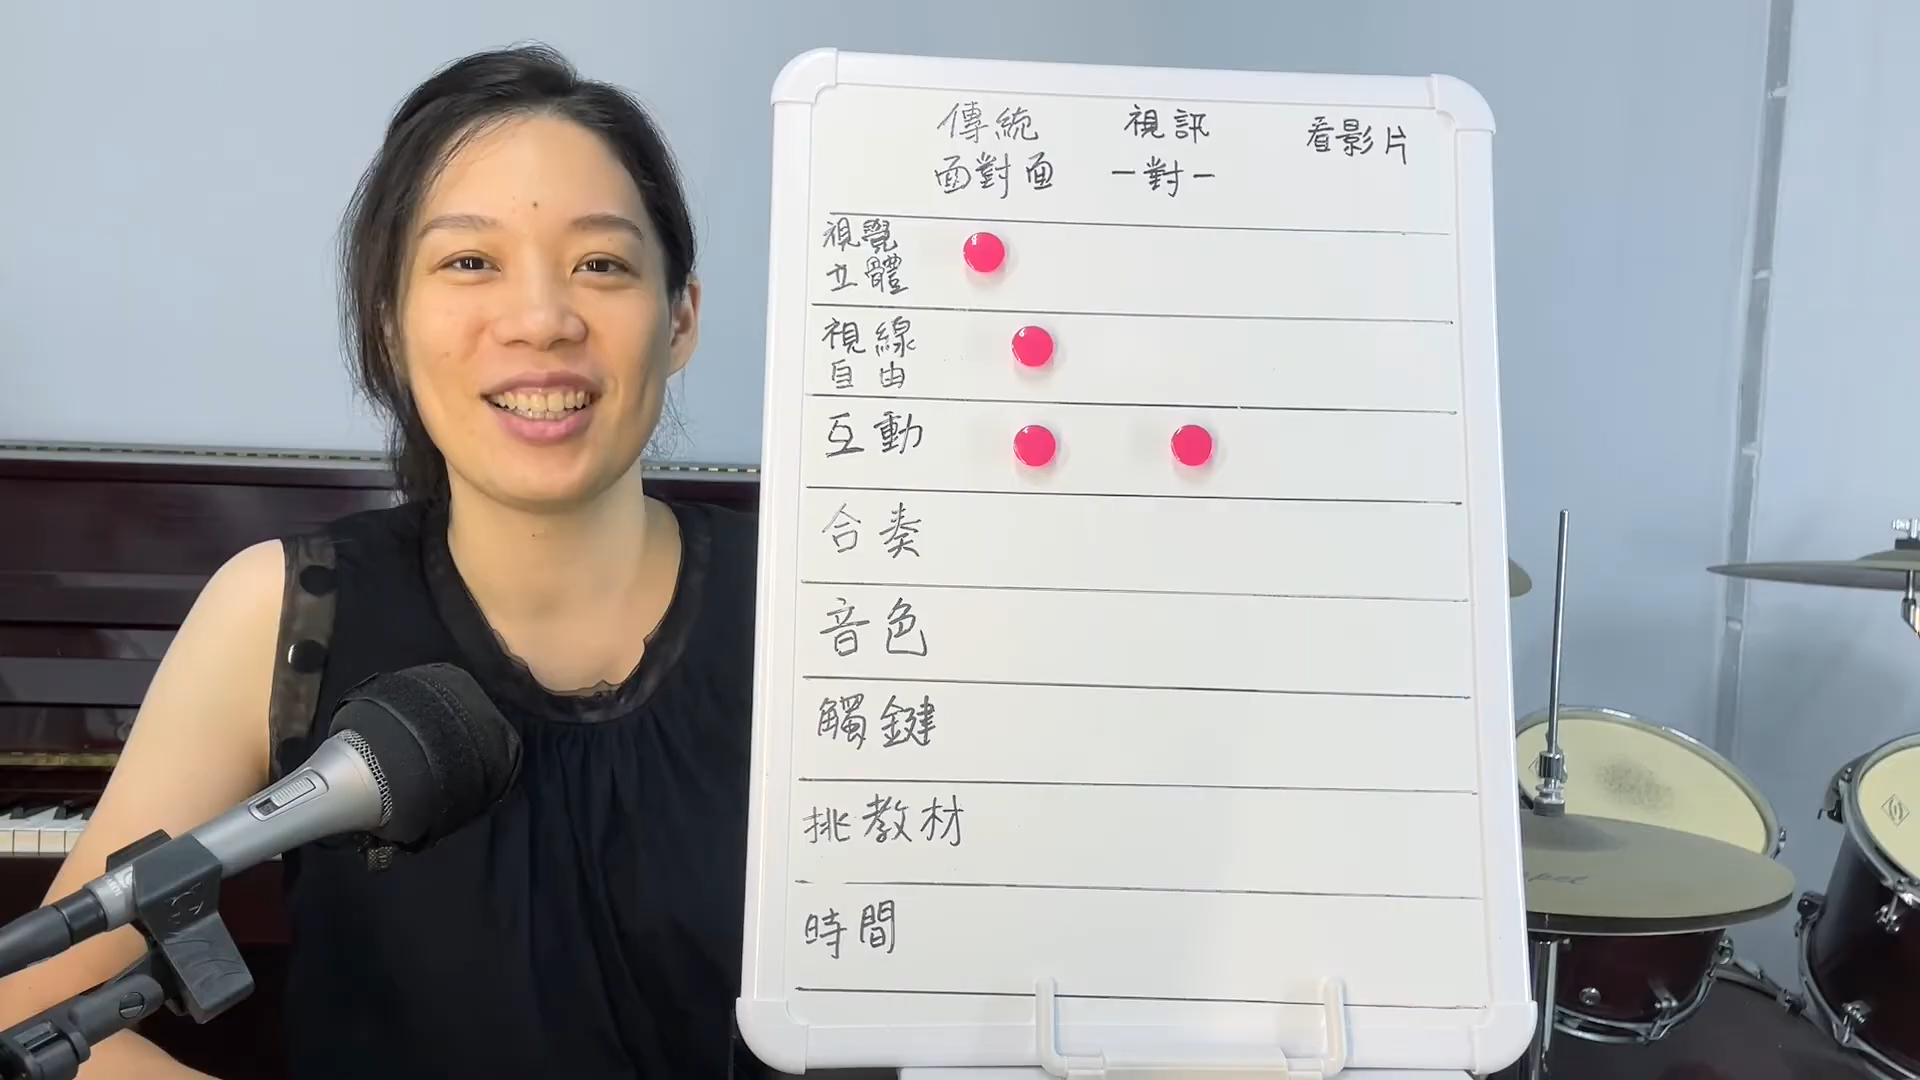 傳統
面對面
視訊
一對一
看影片
視覺
立體
視線
自由
互動
合奏
音色
觸鍵
挑教材
時間